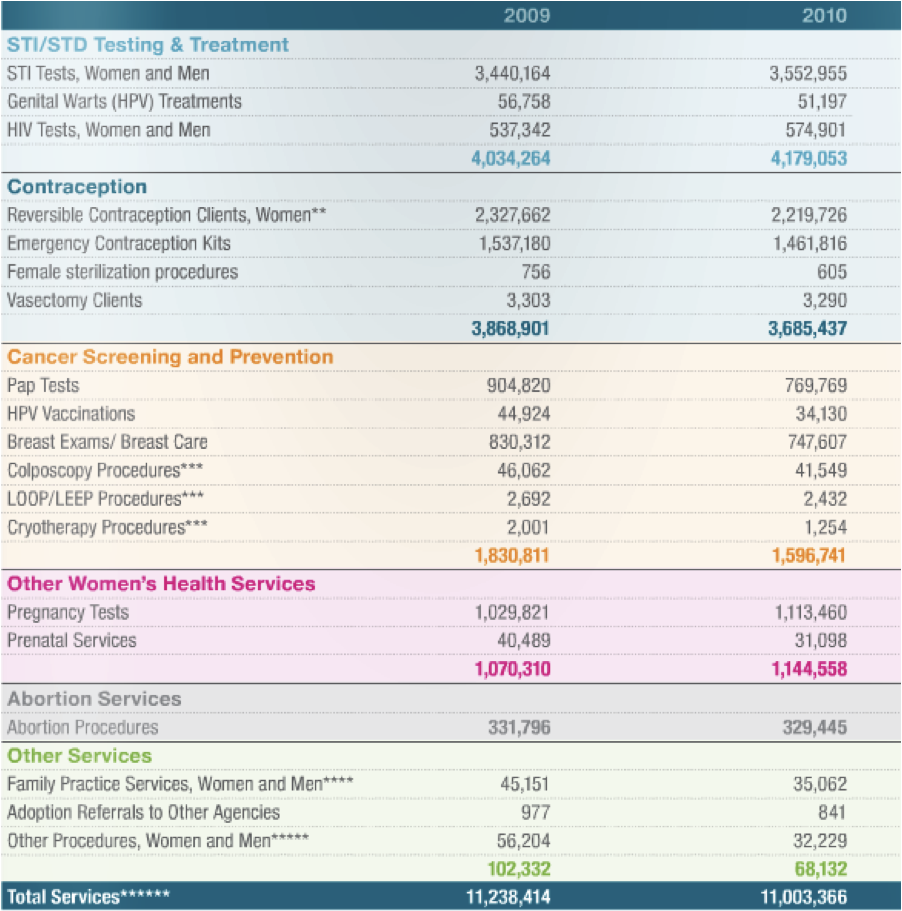 2009 2010
STI/STD Testing & Treatment
STI Tests, Women and Men 3,440,164 3,552,955
Genital Warts (HPV) Treatments 56,758 51,197
HIV Tests, Women and Men 537,342 574,901
4,034,264 4,179,053
Contraception
Reversible Contraception Clients, Women** 2,327,662 2,219,726
Emergency Contraception Kits 1,537,180 1,461,816
Female sterilization procedures 756 605
Vasectomy Clients 3,303 3,290
3,868,901 3,685,437
Cancer Screening and Prevention
Pap Tests 904,820 769,769
HPV Vaccinations 44,924 34,130
Breast Exams/ Breast Care 830,312 747,607
Colposcopy Procedures*** 46,062 41,549
LOOP/LEEP Procedures*** 2,692 2,432
Cryotherapy Procedures*** 2,001 1,254
1,830,811 1,596,741
Other Women's Health Services
Pregnancy Tests 1,029,821 1,113,460
Prenatal Services 40,489 31,098
1,070,310 1,144,558
Abortion Services
Abortion Procedures 331,796 329,445
Other Services
Family Practice Services, Women and Men**** 45,151 35,062
Adoption Referrals to Other Agencies 977 841
Other Procedures, Women and Men***** 56,204 32,229
102,332 68,132
Total Services****** 11,238,414 11,003,366